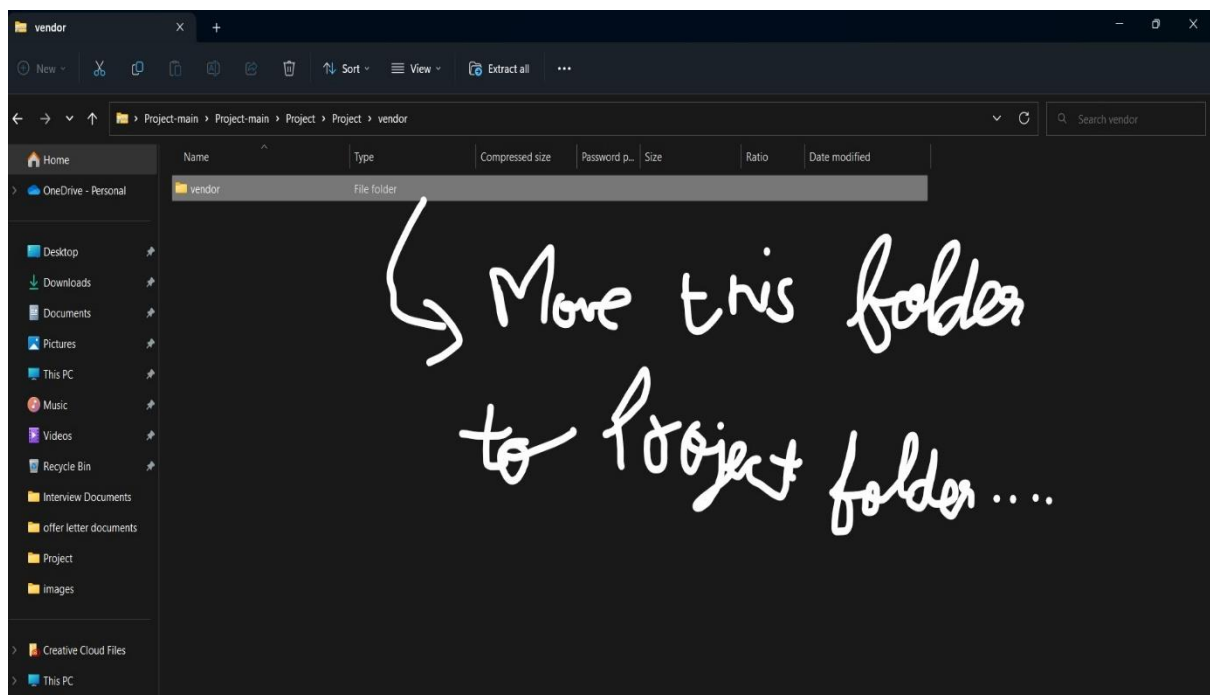 vendor
New
Sort
View
Extract all
Project-main > Project-main > Project > Project > vendor
Search vendor
Name Type Compressed size Password p... Size Ratio Date modified
vendor File folder
Home
OneDrive - Personal
Desktop
Downloads
Documents
Pictures
This PC
Music
Videos
Recycle Bin
Interview Documents
offer letter documents
Project
images
Creative Cloud Files
This PC
Move this folder
to Project folder....